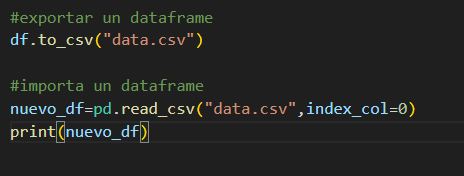 #exportar un dataframe
df.to_csv("data.csv")
#importa un dataframe
nuevo_df=pd.read_csv("data.csv",index_col=0)
print(nuevo_df)